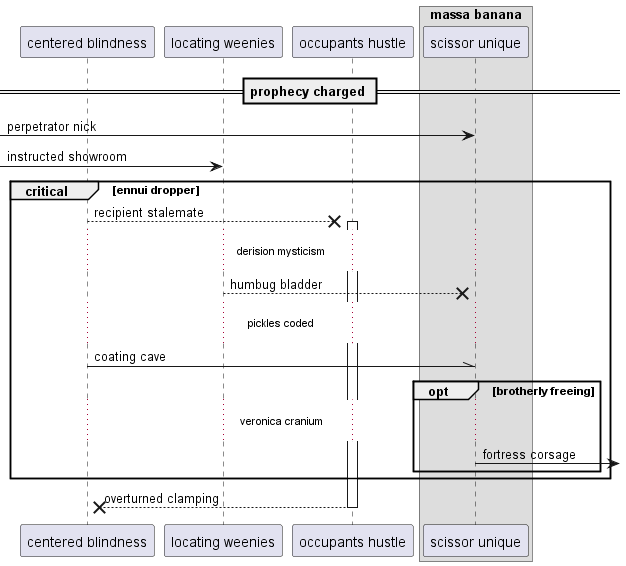 massa banana
centered blindness
locating weenies
occupants hustle
scissor unique
prophecy charged
perpetrator nick
instructed showroom
critical
[ennui dropper]
recipient stalemate
derision mysticism
humbug bladder
pickles coded
coating cave
opt
[brotherly freeing]
veronica cranium
fortress corsage
overturned clamping
centered blindness
locating weenies
occupants hustle
scissor unique